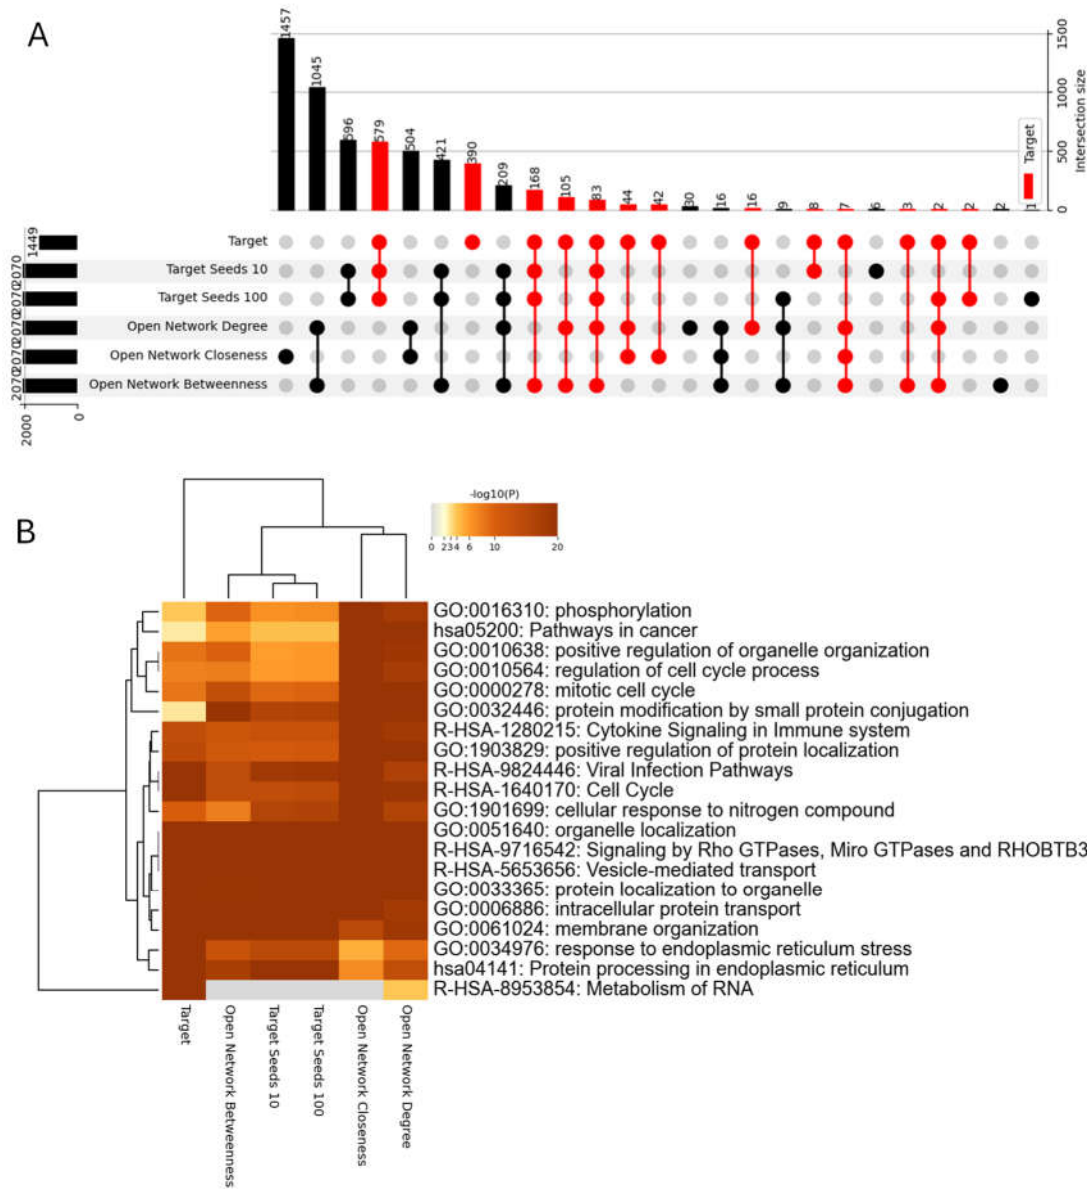 A
1457
1045
596
579
504
421
390
209
168
105
83
44
42
30
16
16
9
8
7
6
3
2
2
2
1
1500
1000
500
0
Intersection size
Target
1449 Target
2070 Target Seeds 10
2070 Target Seeds 100
2070 Open Network Degree
2070 Open Network Closeness
2070 Open Network Betweenness
2000 0
B
-log10(P)
0 2 3 4 6 10 20
GO:0016310: phosphorylation
hsa05200: Pathways in cancer
GO:0010638: positive regulation of organelle organization
GO:0010564: regulation of cell cycle process
GO:0000278: mitotic cell cycle
GO:0032446: protein modification by small protein conjugation
R-HSA-1280215: Cytokine Signaling in Immune system
GO:1903829: positive regulation of protein localization
R-HSA-9824446: Viral Infection Pathways
R-HSA-1640170: Cell Cycle
GO:1901699: cellular response to nitrogen compound
GO:0051640: organelle localization
R-HSA-9716542: Signaling by Rho GTPases, Miro GTPases and RHOBTB3
R-HSA-5653656: Vesicle-mediated transport
GO:0033365: protein localization to organelle
GO:0006886: intracellular protein transport
GO:0061024: membrane organization
GO:0034976: response to endoplasmic reticulum stress
hsa04141: Protein processing in endoplasmic reticulum
R-HSA-8953854: Metabolism of RNA
Target
Open Network Betweenness
Target Seeds 10
Target Seeds 100
Open Network Closeness
Open Network Degree